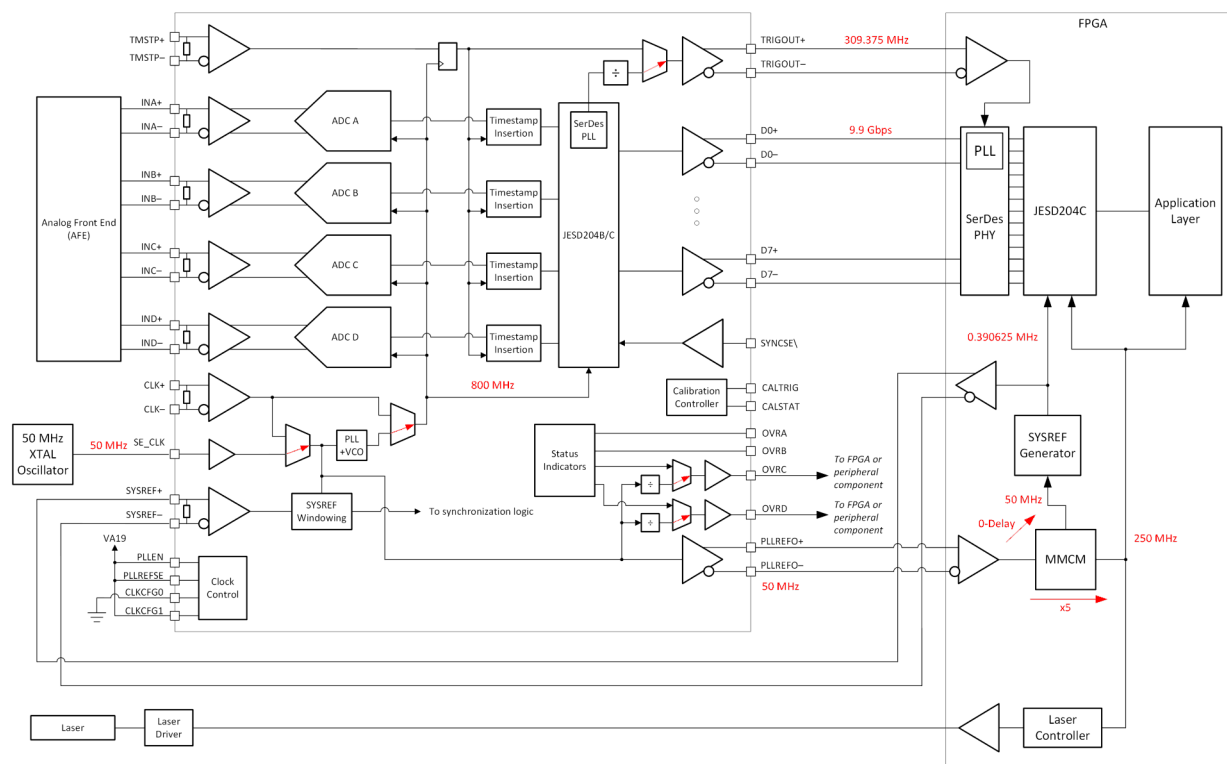 FPGA
TMSTP+
TMSTP−
TRIGOUT+
309.375 MHz
TRIGOUT−
÷
Analog Front End
(AFE)
INA+
INA−
ADC A
Timestamp
Insertion
SerDes
PLL
D0+
9.9 Gbps
D0−
PLL
INB+
INB−
ADC B
Timestamp
Insertion
JESD204B/C
SerDes
PHY
JESD204C
Application
Layer
INC+
INC−
ADC C
Timestamp
Insertion
D7+
D7−
IND+
IND−
ADC D
Timestamp
Insertion
SYNCSE\
0.390625 MHz
CLK+
CLK−
800 MHz
Calibration
Controller
CALTRIG
CALSTAT
50 MHz
XTAL
Oscillator
50 MHz
SE_CLK
PLL
+VCO
Status
Indicators
OVRA
OVRB
OVRC
÷
To FPGA or
peripheral
component
SYSREF
Generator
SYSREF+
SYSREF−
SYSREF
Windowing
To synchronization logic
OVRD
÷
To FPGA or
peripheral
component
50 MHz
0-Delay
VA19
PLLEN
PLLREFSE
CLKCFG0
CLKCFG1
Clock
Control
PLLREFO+
PLLREFO−
50 MHz
MMCM
x5
250 MHz
Laser
Laser
Driver
Laser
Controller